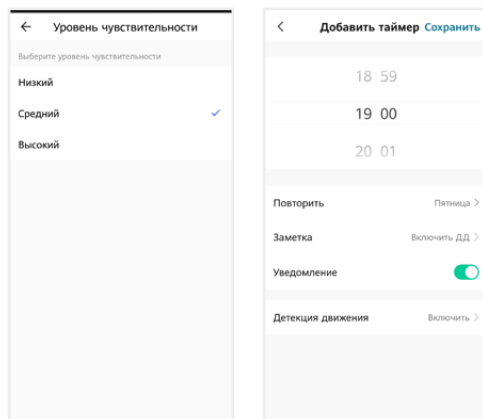 Уровень чувствительности
Выберите уровень чувствительности
Низкий
Средний
Высокий
Добавить таймер Сохранить
18 59
19 00
20 01
Повторить Пятница
Заметка Включить ДД
Уведомление
Детекция движения Включить